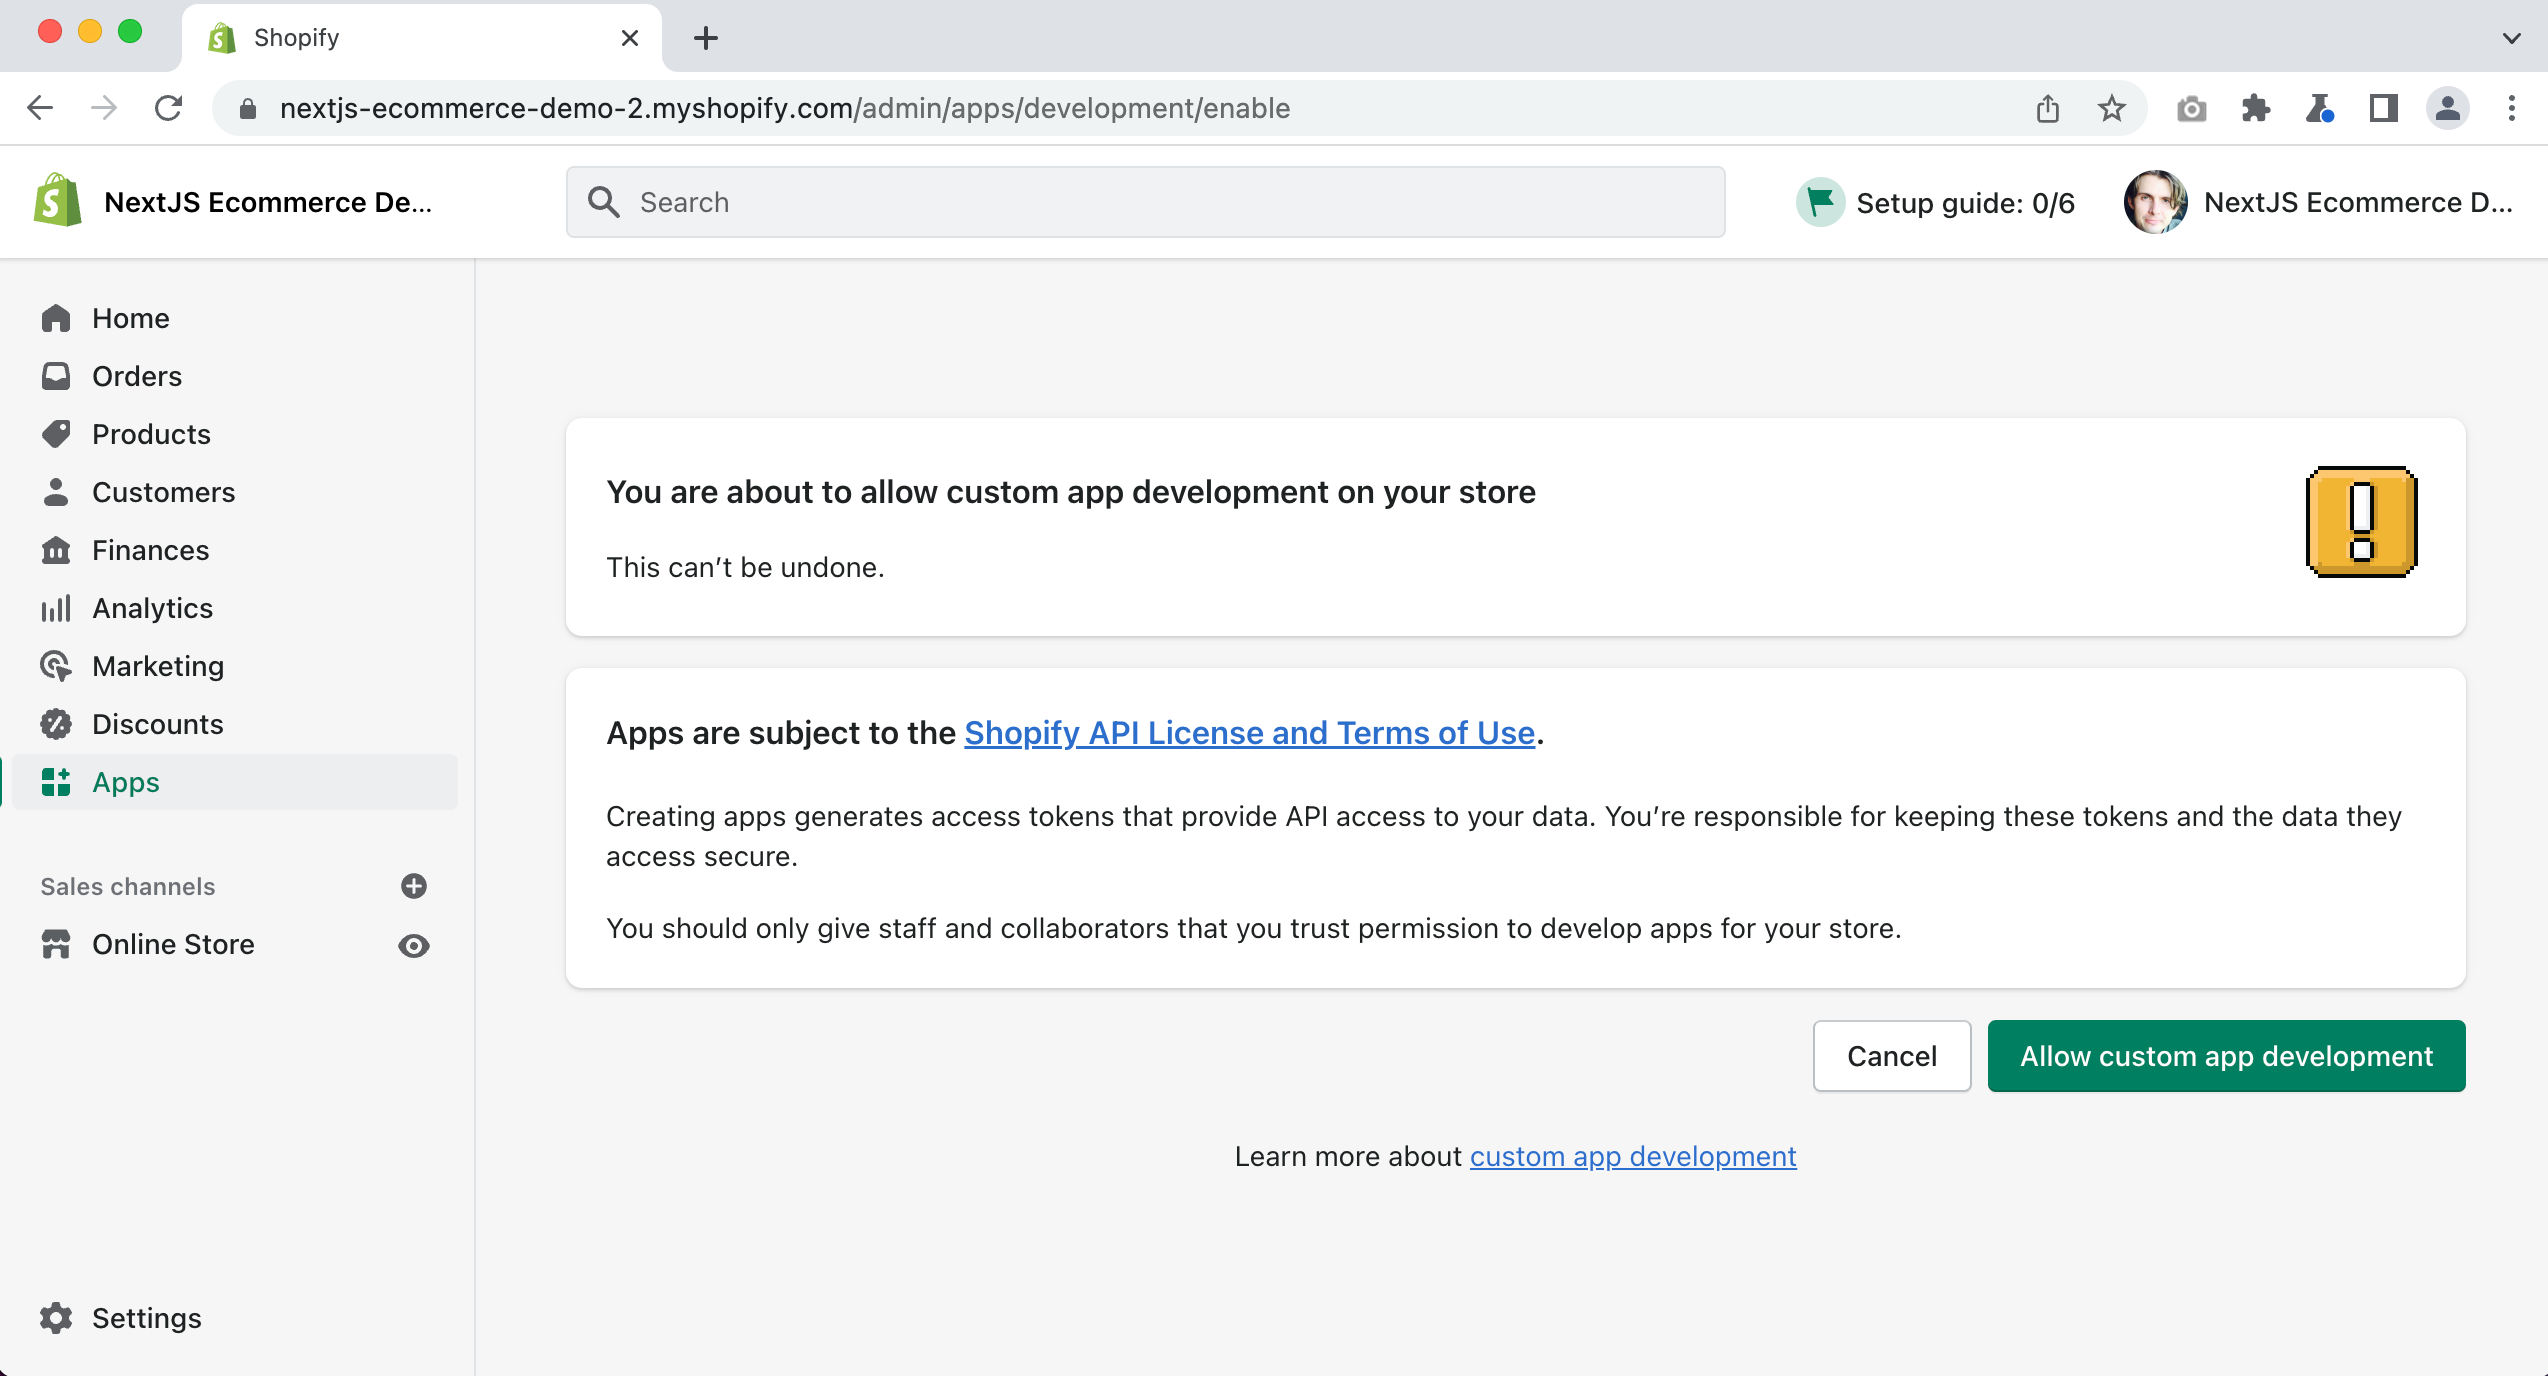 Shopify
nextjs-ecommerce-demo-2.myshopify.com/admin/apps/development/enable
NextJS Ecommerce De...
Search
Setup guide: 0/6
NextJS Ecommerce D...
Home
Orders
Products
Customers
Finances
Analytics
Marketing
Discounts
Apps
Sales channels
Online Store
Settings
You are about to allow custom app development on your store
This can’t be undone.
Apps are subject to the Shopify API License and Terms of Use.
Creating apps generates access tokens that provide API access to your data. You’re responsible for keeping these tokens and the data they
access secure.
You should only give staff and collaborators that you trust permission to develop apps for your store.
Cancel
Allow custom app development
Learn more about custom app development